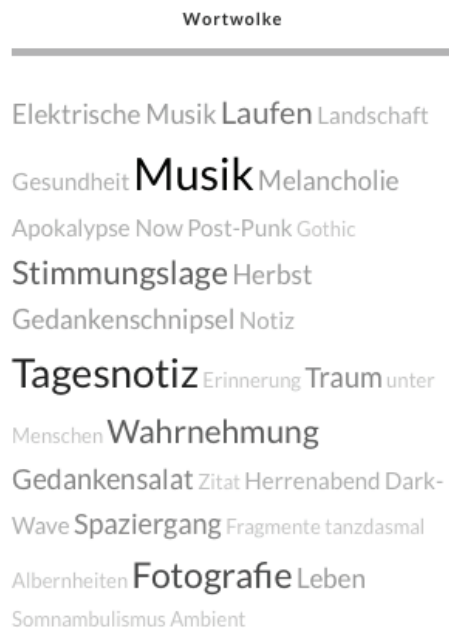 Wortwolke
Elektrische Musik Laufen Landschaft
Gesundheit Musik Melancholie
Apokalypse Now Post-Punk Gothic
Stimmungslage Herbst
Gedankenschnipsel Notiz
Tagesnotiz Erinnerung Traum unter
Menschen Wahrnehmung
Gedankensalat Zitat Herrenabend Dark-
Wave Spaziergang Fragmente tanzdasmal
Albernheiten Fotografie Leben
Somnambulismus Ambient